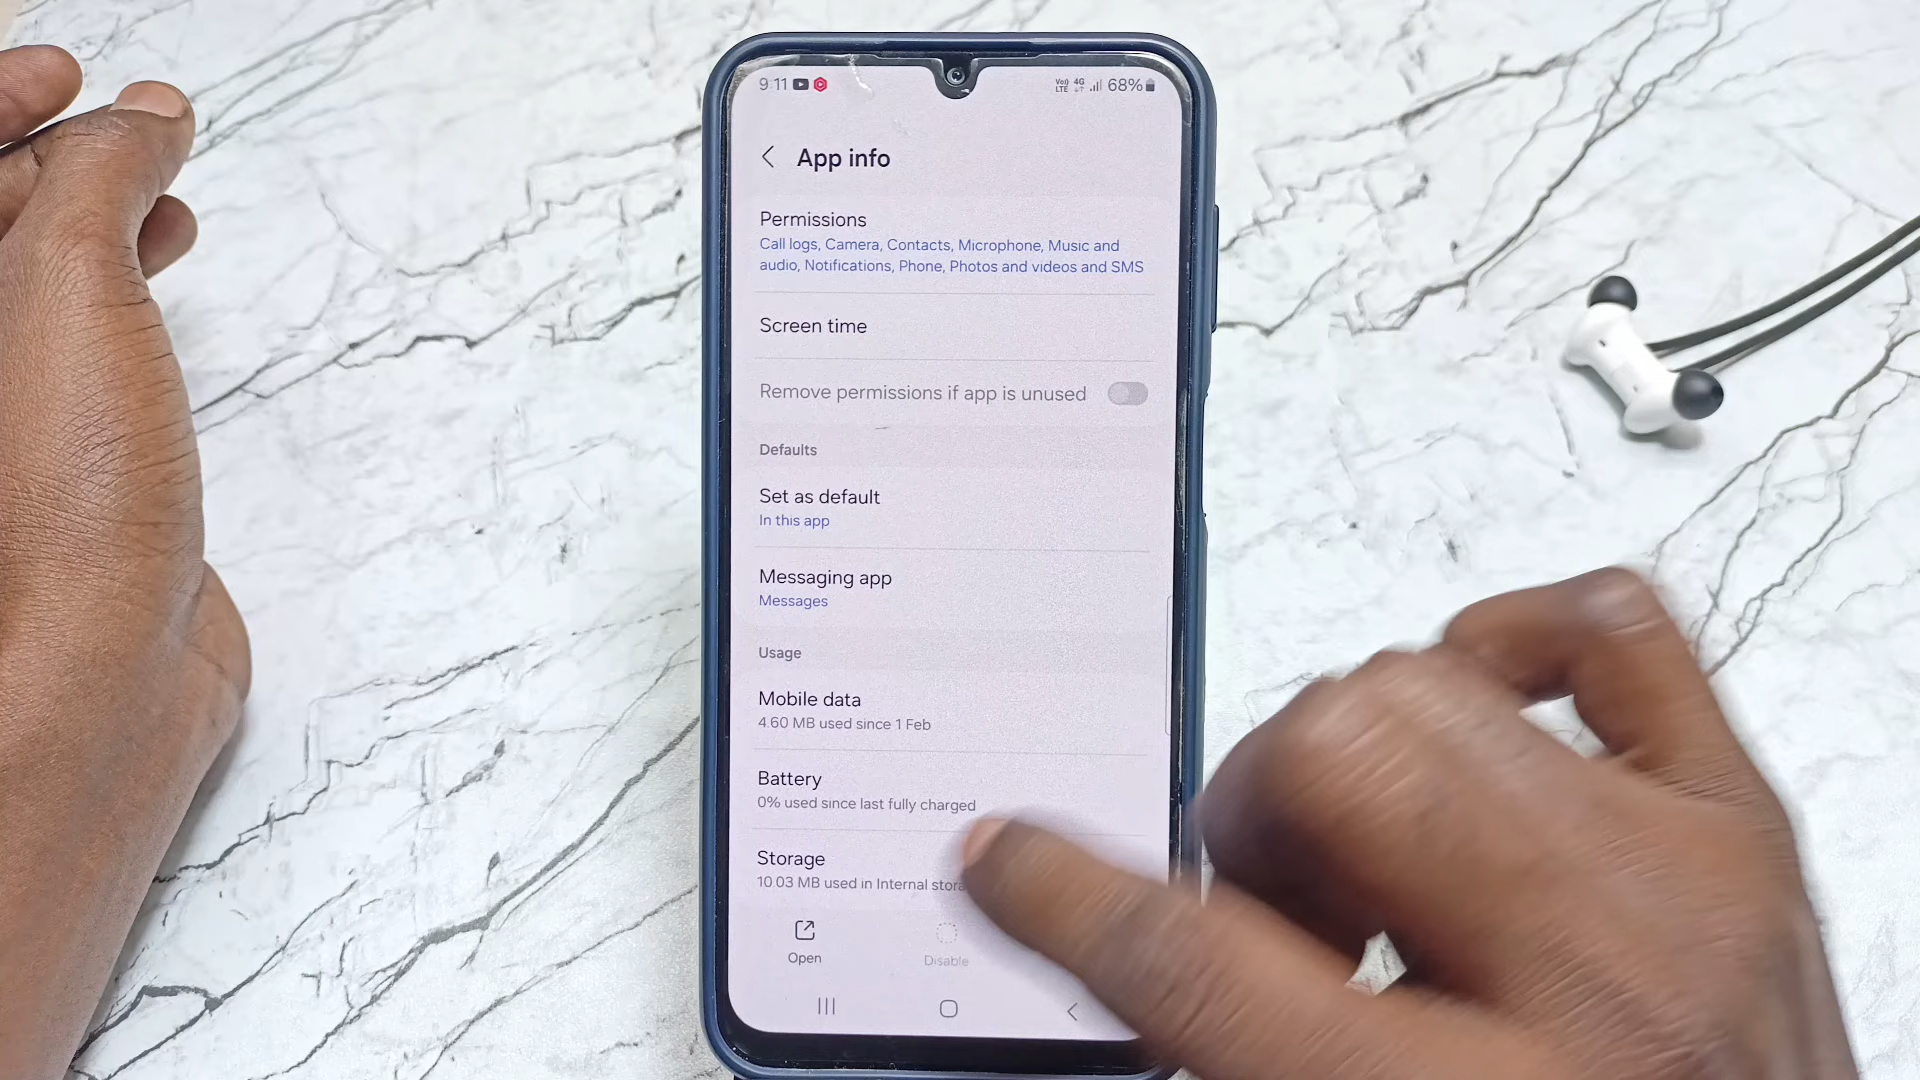 9:11
Vo) LTE 4G 68%
App info
Permissions
Call logs, Camera, Contacts, Microphone, Music and
audio, Notifications, Phone, Photos and videos and SMS
Screen time
Remove permissions if app is unused
Defaults
Set as default
In this app
Messaging app
Messages
Usage
Mobile data
4.60 MB used since 1 Feb
Battery
0% used since last fully charged
Storage
10.03 MB used in Internal
Open
Disable